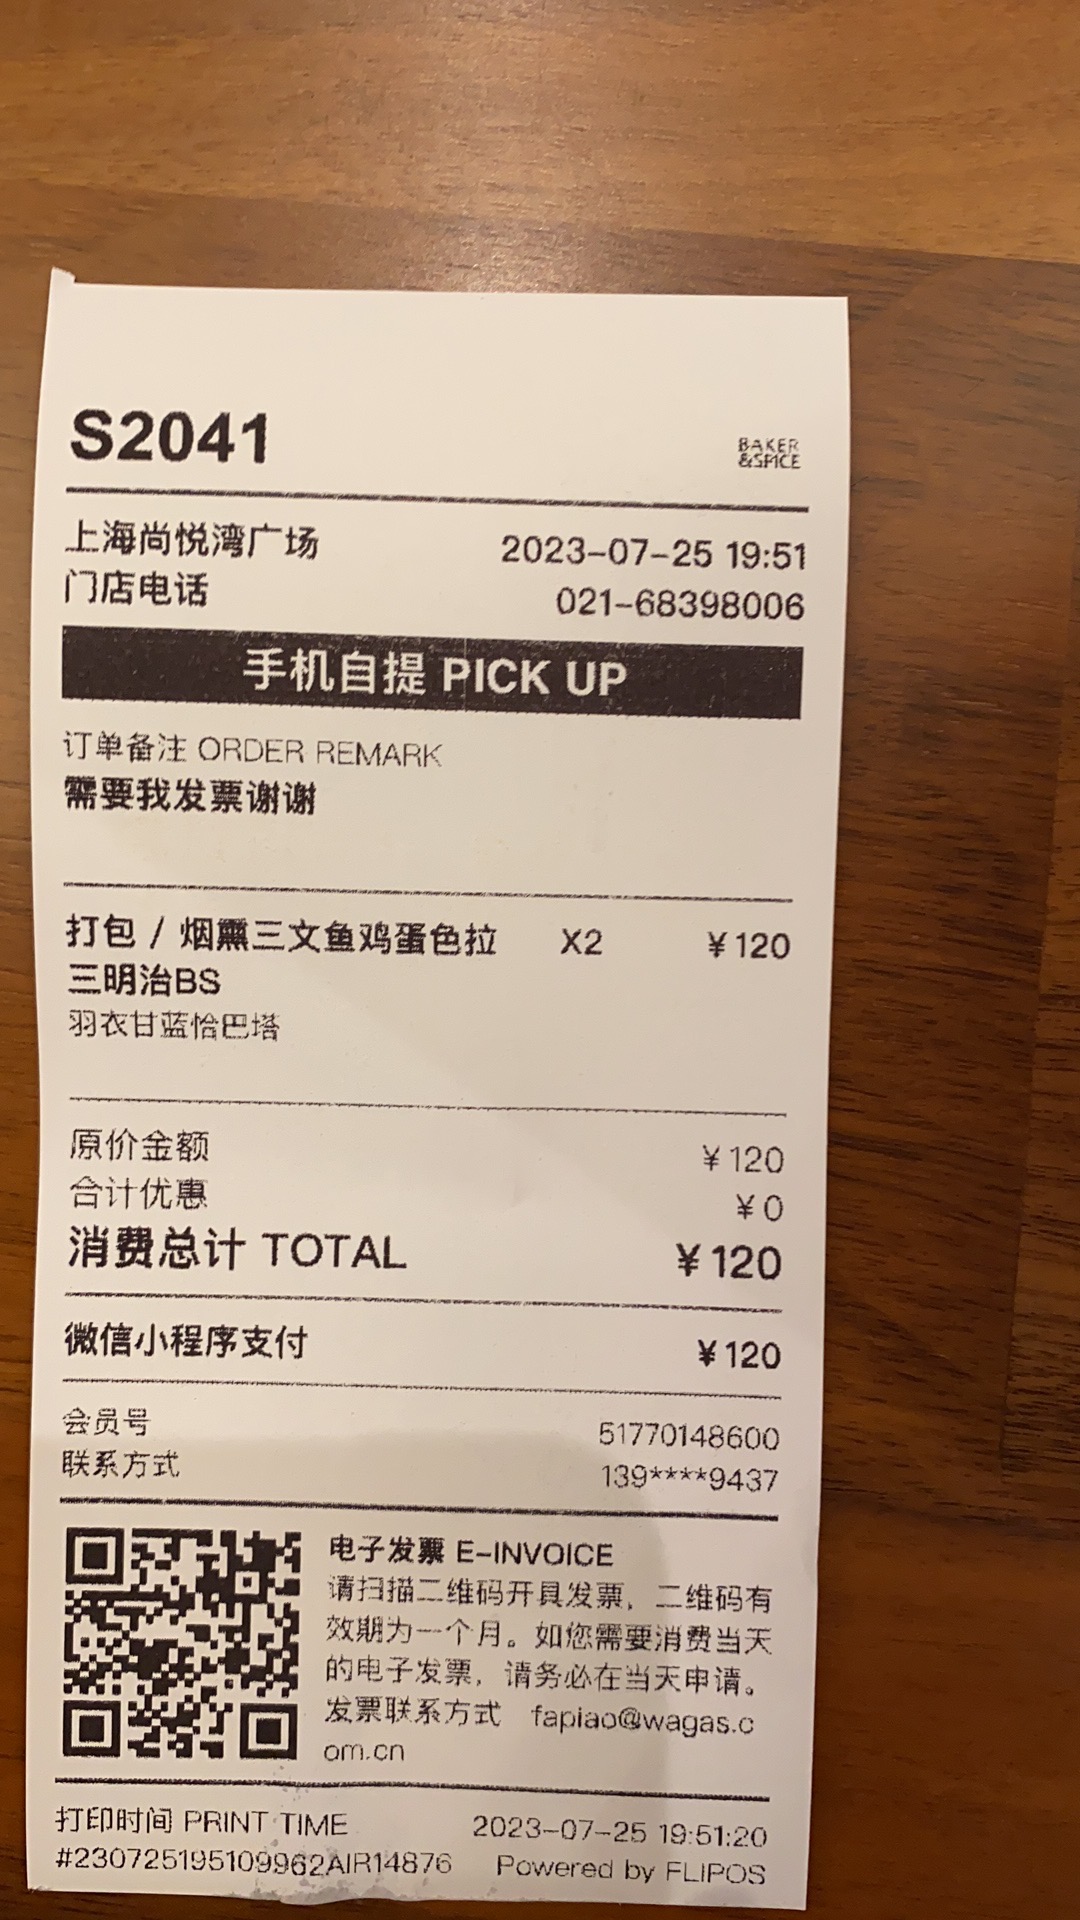 S2041
BAKER
&SPICE
上海尚悦湾广场 2023-07-25 19:51
门店电话 021-68398006
手机自提 PICK UP
订单备注 ORDER REMARK
需要我发票谢谢
打包 / 烟熏三文鱼鸡蛋色拉 X2 ¥120
三明治BS
羽衣甘蓝恰巴塔
原价金额 ¥120
合计优惠 ¥0
消费总计 TOTAL ¥120
微信小程序支付 ¥120
会员号 51770148600
联系方式 139****9437
电子发票 E-INVOICE
请扫描二维码开具发票，二维码有
效期为一个月。如您需要消费当天
的电子发票，请务必在当天申请。
发票联系方式 fapiao@wagas.c
om.cn
打印时间 PRINT TIME 2023-07-25 19:51:20
#230725195109962AIR14876 Powered by FLIPOS